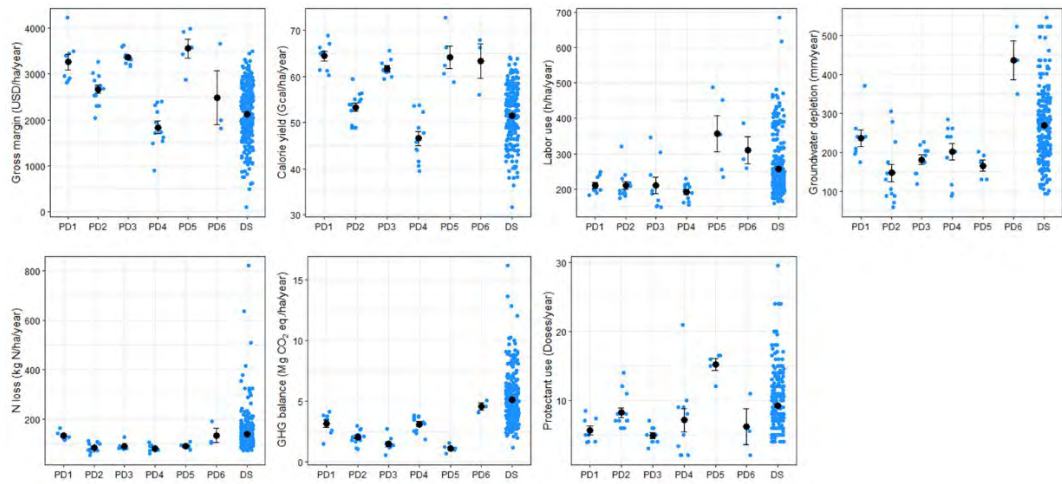 Gross margin (USD/ha/year)
4000
3000
2000
1000
0
PD1 PD2 PD3 PD4 PD5 PD6 DS
Calorie yield (Gcal/ha/year)
70
60
50
40
30
PD1 PD2 PD3 PD4 PD5 PD6 DS
Labor use (h/ha/year)
700
600
500
400
300
200
PD1 PD2 PD3 PD4 PD5 PD6 DS
Groundwater depletion (mm/year)
500
400
300
200
100
PD1 PD2 PD3 PD4 PD5 PD6 DS
N loss (kg N/ha/year)
800
600
400
200
PD1 PD2 PD3 PD4 PD5 PD6 DS
GHG balance (Mg CO₂ eq./ha/year)
15
10
5
0
PD1 PD2 PD3 PD4 PD5 PD6 DS
Protectant use (Doses/year)
30
20
10
PD1 PD2 PD3 PD4 PD5 PD6 DS